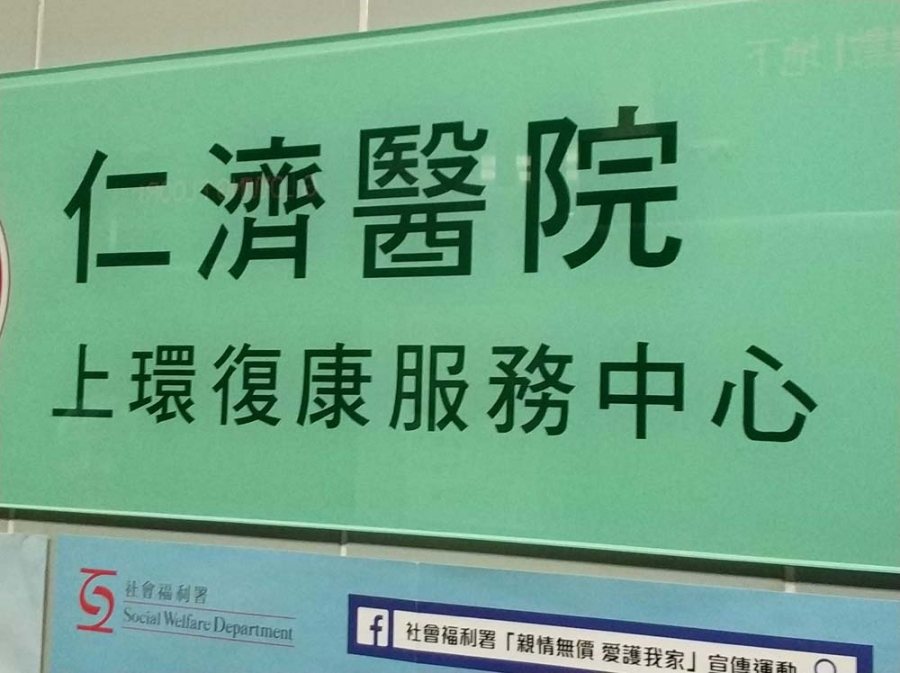 仁濟醫院
上環復康服務中心
社會福利署
Social Welfare Department
社會福利署「親情無價 愛護我家」宣傳運動